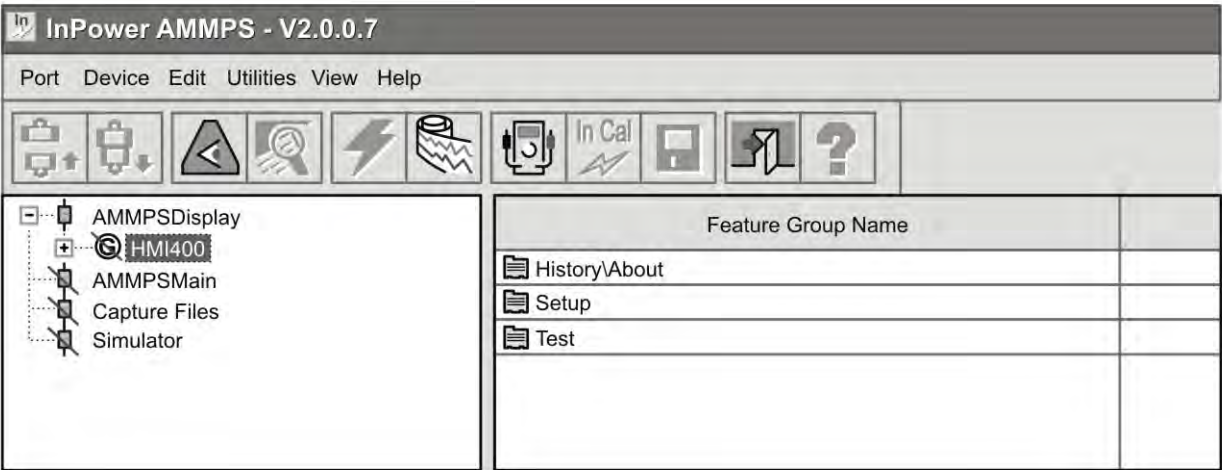 InPower AMMPS - V2.0.0.7
Port Device Edit Utilities View Help
In Cal
AMMPSDisplay
HMI400
AMMPSMain
Capture Files
Simulator
Feature Group Name
History\About
Setup
Test